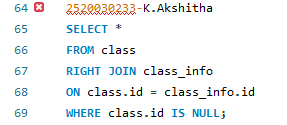 64 2520030233-K.Akshitha
65 SELECT *
66 FROM class
67 RIGHT JOIN class_info
68 ON class.id = class_info.id
69 WHERE class.id IS NULL;